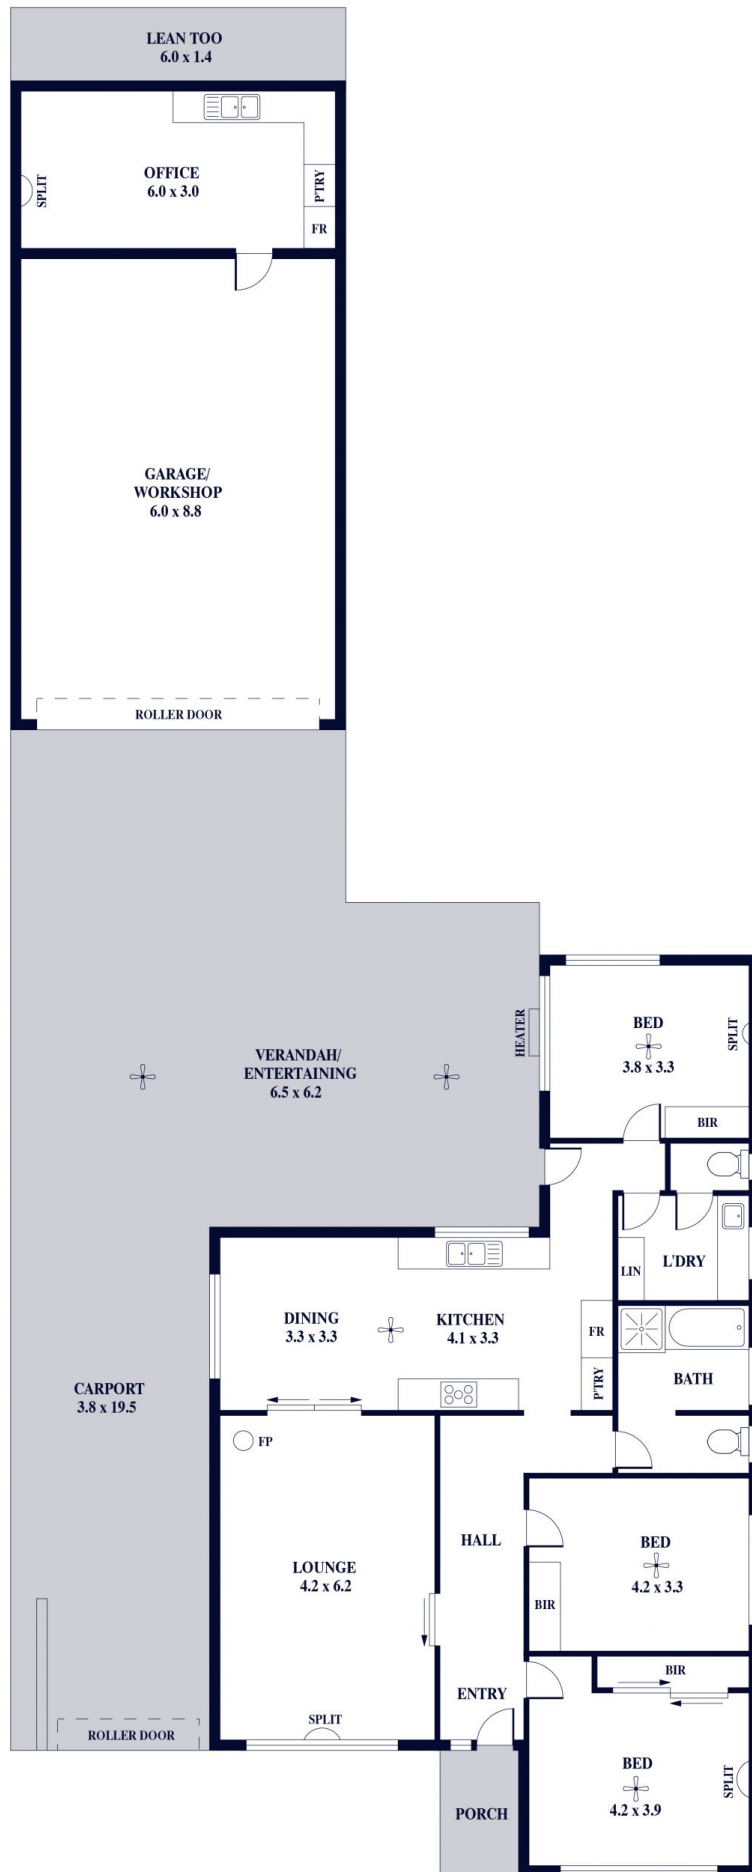 LEAN TOO
6.0 x 1.4
OFFICE
6.0 x 3.0
SPLIT
P'TRY
FR
GARAGE/
WORKSHOP
6.0 x 8.8
ROLLER DOOR
HEATER
BED
3.8 x 3.3
SPLIT
BIR
VERANDAH/
ENTERTAINING
6.5 x 6.2
LIN
L'DRY
DINING
3.3 x 3.3
KITCHEN
4.1 x 3.3
FR
P'TRY
BATH
CARPORT
3.8 x 19.5
FP
HALL
LOUNGE
4.2 x 6.2
BED
4.2 x 3.3
BIR
BIR
ENTRY
SPLIT
ROLLER DOOR
BED
4.2 x 3.9
SPLIT
PORCH